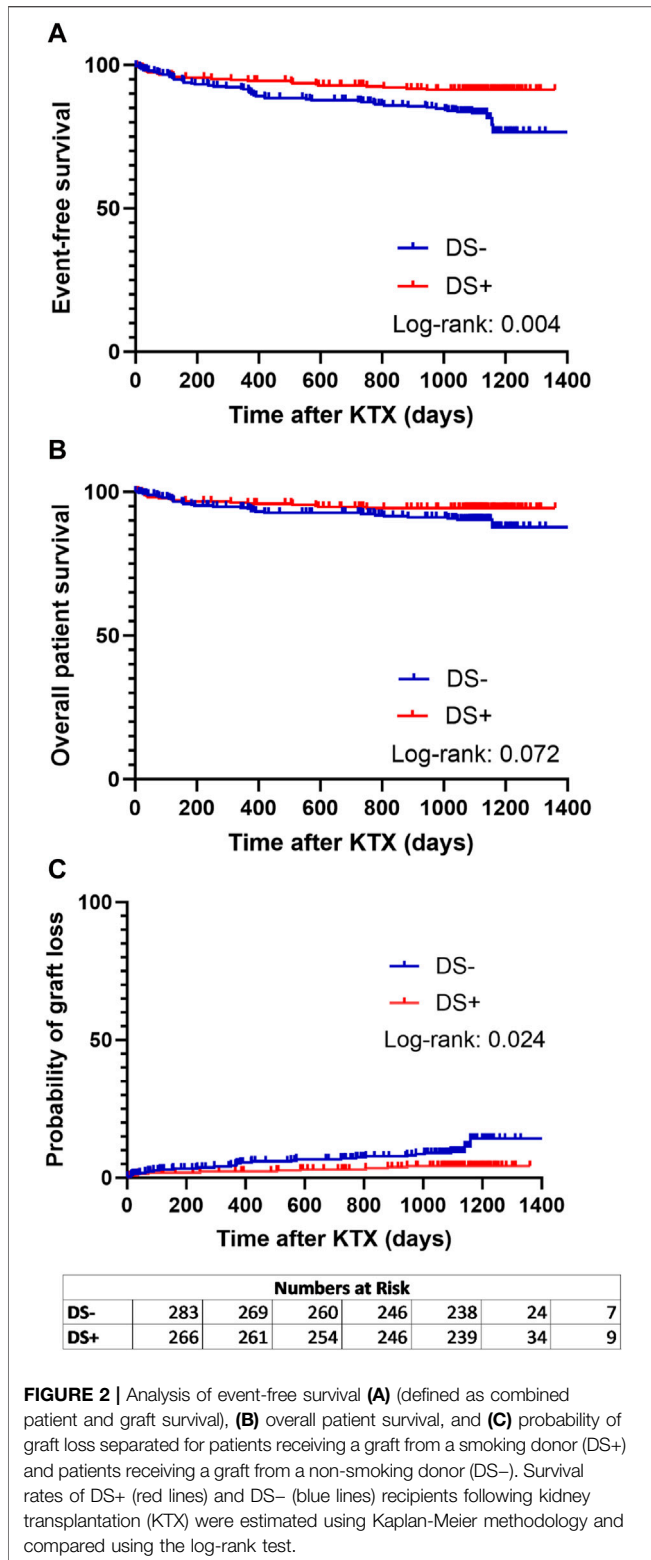 A
Event-free survival
100
50
0
DS-
DS+
Log-rank: 0.004
0 200 400 600 800 1000 1200 1400
Time after KTX (days)
B
Overall patient survival
100
50
0
DS-
DS+
Log-rank: 0.072
0 200 400 600 800 1000 1200 1400
Time after KTX (days)
C
Probability of graft loss
100
50
0
DS-
DS+
Log-rank: 0.024
0 200 400 600 800 1000 1200 1400
Time after KTX (days)
Numbers at Risk
DS- 283 269 260 246 238 24 7
DS+ 266 261 254 246 239 34 9
FIGURE 2 | Analysis of event-free survival (A) (defined as combined
patient and graft survival), (B) overall patient survival, and (C) probability of
graft loss separated for patients receiving a graft from a smoking donor (DS+)
and patients receiving a graft from a non-smoking donor (DS−). Survival
rates of DS+ (red lines) and DS− (blue lines) recipients following kidney
transplantation (KTX) were estimated using Kaplan-Meier methodology and
compared using the log-rank test.